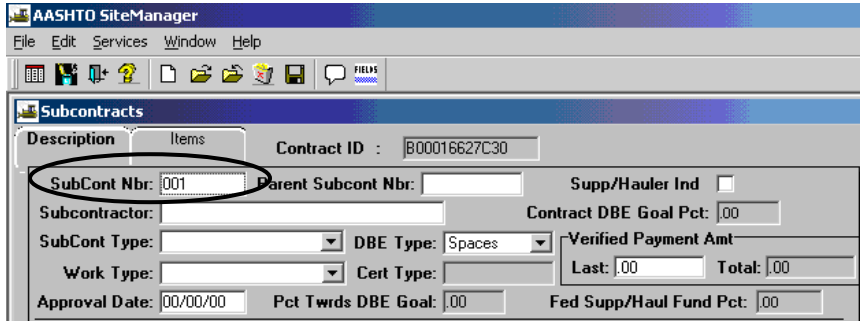 AASHTO SiteManager
File Edit Services Window Help
FIELDS
Subcontracts
Description Items Contract ID : B00016627C30
SubCont Nbr: 001 Parent Subcont Nbr: Supp/Hauler Ind
Subcontractor: Contract DBE Goal Pct: .00
SubCont Type: DBE Type: Spaces Verified Payment Amt
Work Type: Cert Type: Last: .00 Total: .00
Approval Date: 00/00/00 Pct Twrds DBE Goal: .00 Fed Supp/Haul Fund Pct: .00